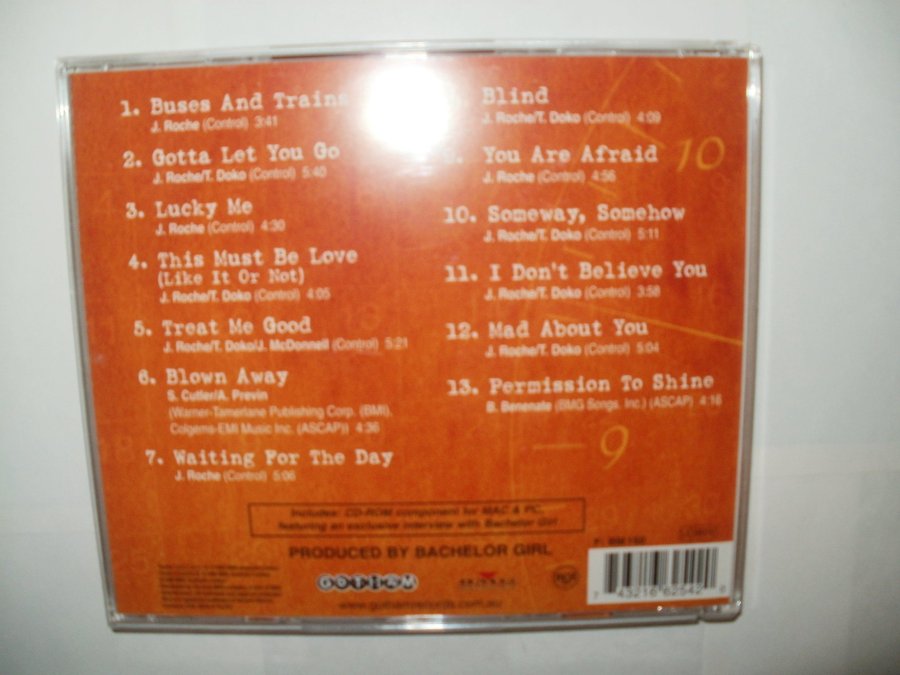 1. Buses And Trains
J. Roche (Control) 3:41
2. Gotta Let You Go
J. Roche/T. Doko (Control) 5:40
3. Lucky Me
J. Roche (Control) 4:30
4. This Must Be Love
(Like It Or Not)
J. Roche/T. Doko (Control) 4:05
5. Treat Me Good
J. Roche/T. Doko/J. McDonnell (Control) 5:21
6. Blown Away
S. Cutler/A. Previn
(Warner-Tamerlane Publishing Corp. (BMI),
Colgems-EMI Music Inc. (ASCAP)) 4:36
7. Waiting For The Day
J. Roche (Control) 5:06
Blind
J. Roche/T. Doko (Control) 4:09
You Are Afraid
J. Roche (Control) 4:56
10. Someway, Somehow
J. Roche/T. Doko (Control) 5:11
11. I Don't Believe You
J. Roche/T. Doko (Control) 3:58
12. Mad About You
J. Roche/T. Doko (Control) 5:04
13. Permission To Shine
B. Benenate (BMG Songs, Inc.) (ASCAP) 4:16
10
9
Includes: CD-ROM component for MAC & PC,
featuring an exclusive interview with Bachelor Girl
PRODUCED BY BACHELOR GIRL
GOTHAM
ARIOLA
RCA
www.gothamrecords.com.au
7 43216 62542 6